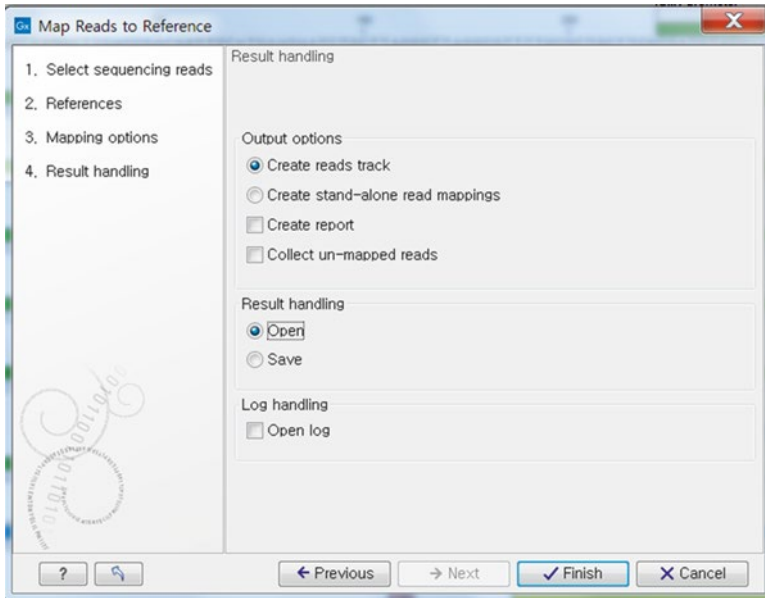 Gx Map Reads to Reference
1. Select sequencing reads
2. References
3. Mapping options
4. Result handling
Result handling
Output options
Create reads track
Create stand-alone read mappings
Create report
Collect un-mapped reads
Result handling
Open
Save
Log handling
Open log
?
Previous
Next
Finish
Cancel